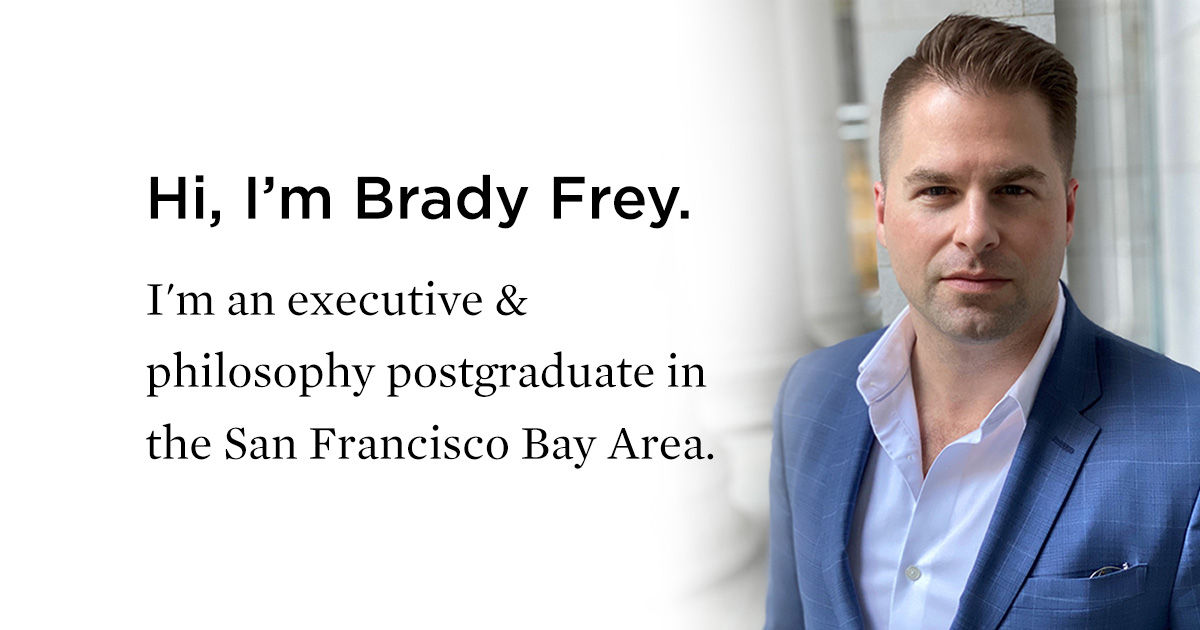 Hi, I’m Brady Frey.
I'm an executive &
philosophy postgraduate in
the San Francisco Bay Area.